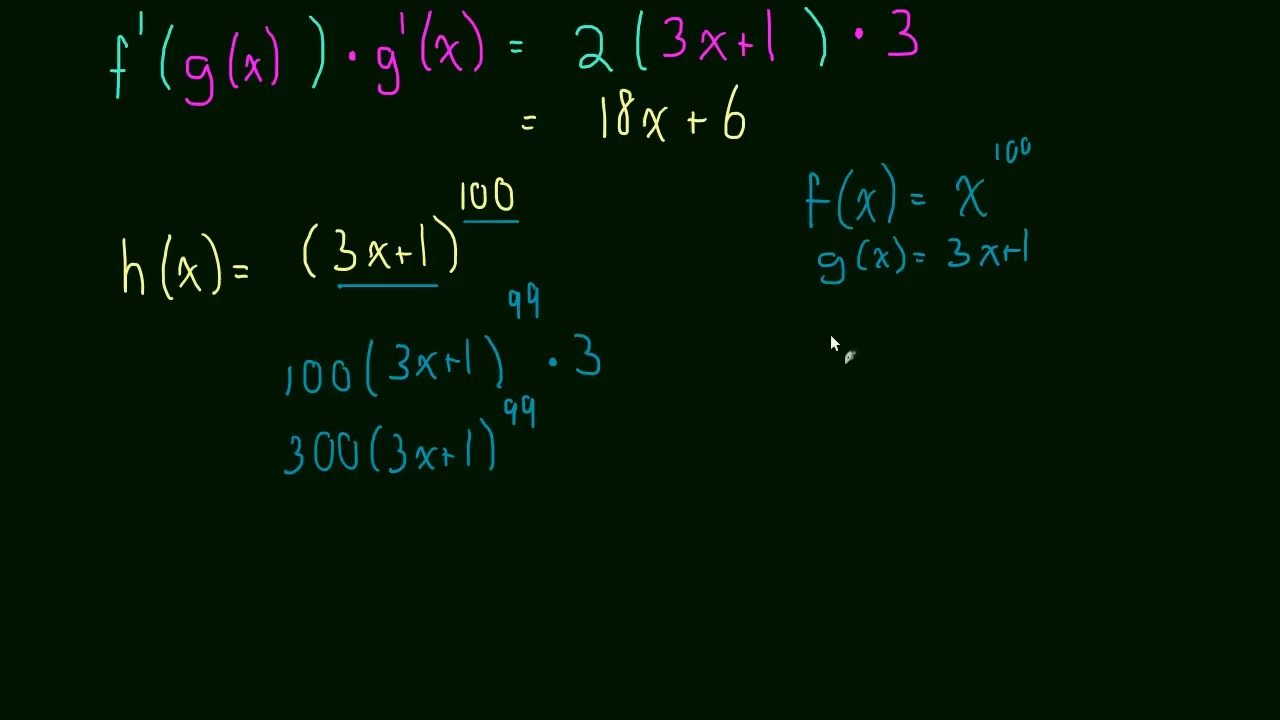 f'(g(x)) · g'(x) = 2(3x+1) · 3
= 18x + 6
h(x) = (3x+1)^100
100(3x+1)^99 · 3
300(3x+1)^99
f(x) = x^100
g(x) = 3x+1